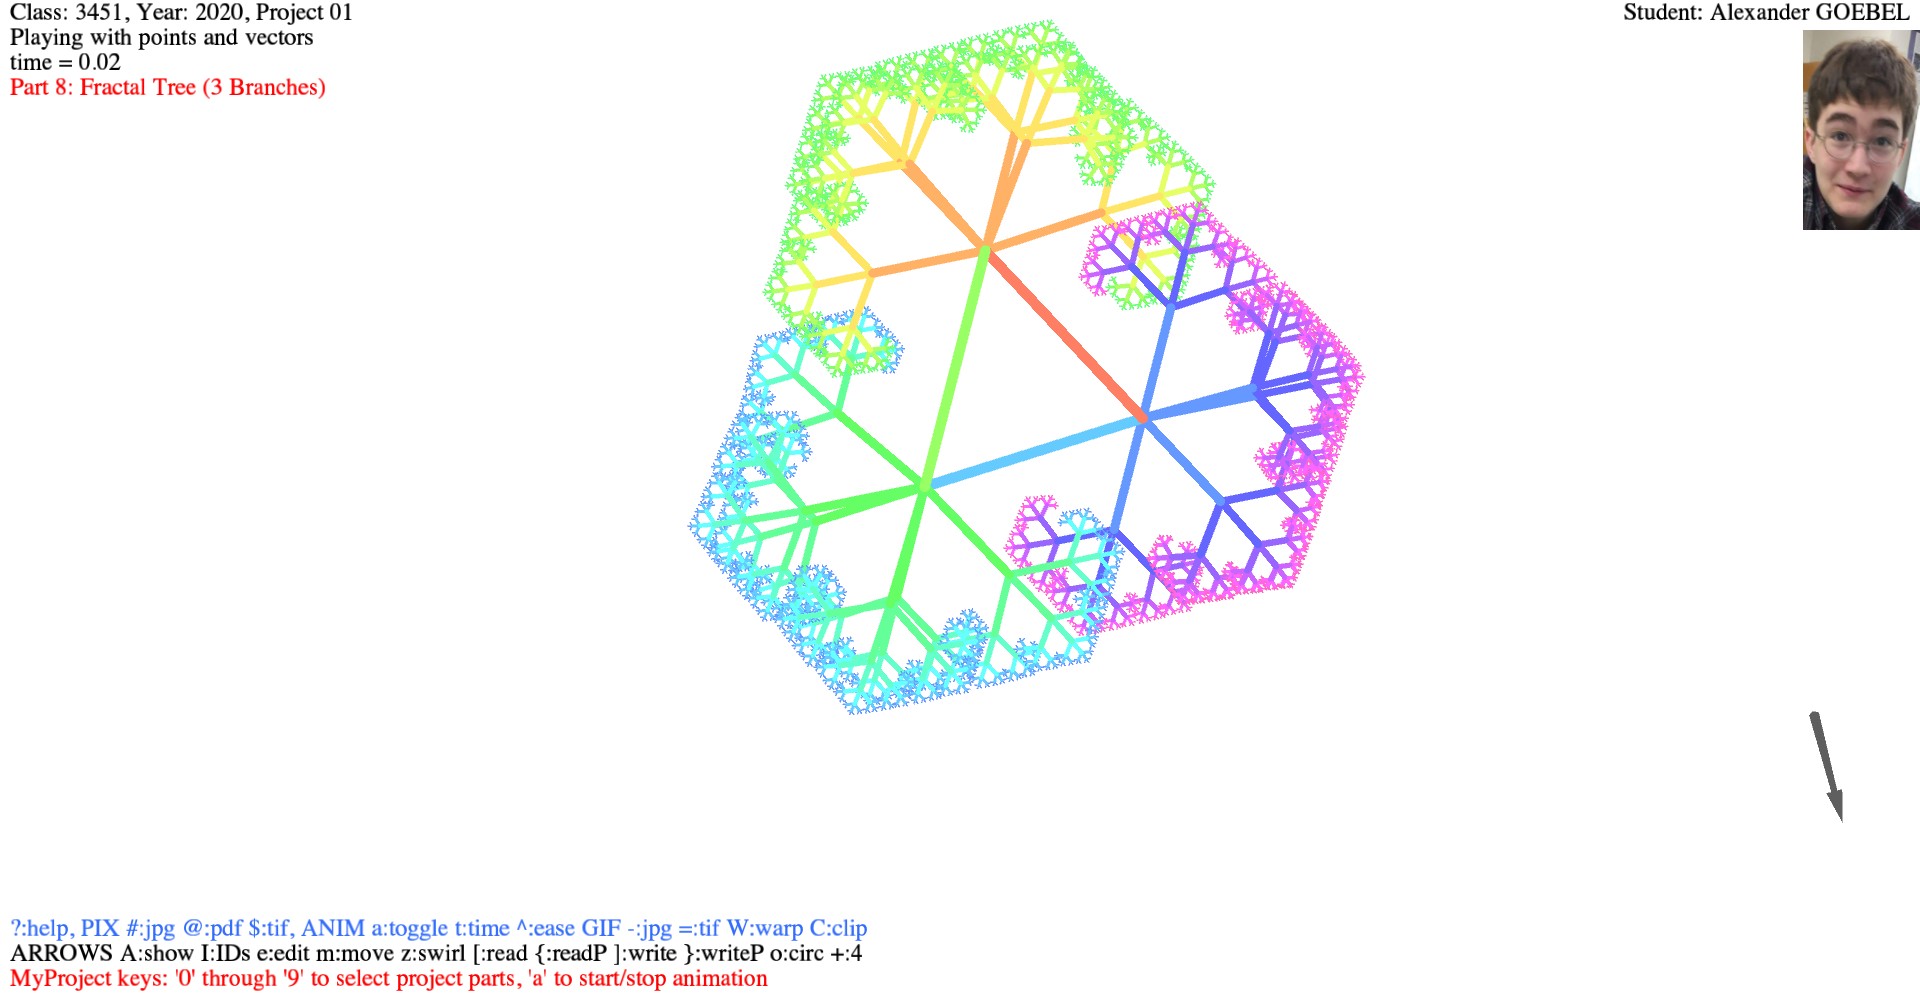 Class: 3451, Year: 2020, Project 01
Student: Alexander GOEBEL
Playing with points and vectors
time = 0.02
Part 8: Fractal Tree (3 Branches)
?:help, PIX #:jpg @:pdf $:tif, ANIM a:toggle t:time ^:ease GIF -:jpg =:tif W:warp C:clip
ARROWS A:show I:IDs e:edit m:move z:swirl [:read {:readP ]:write }:writeP o:circ +:4
MyProject keys: '0' through '9' to select project parts, 'a' to start/stop animation